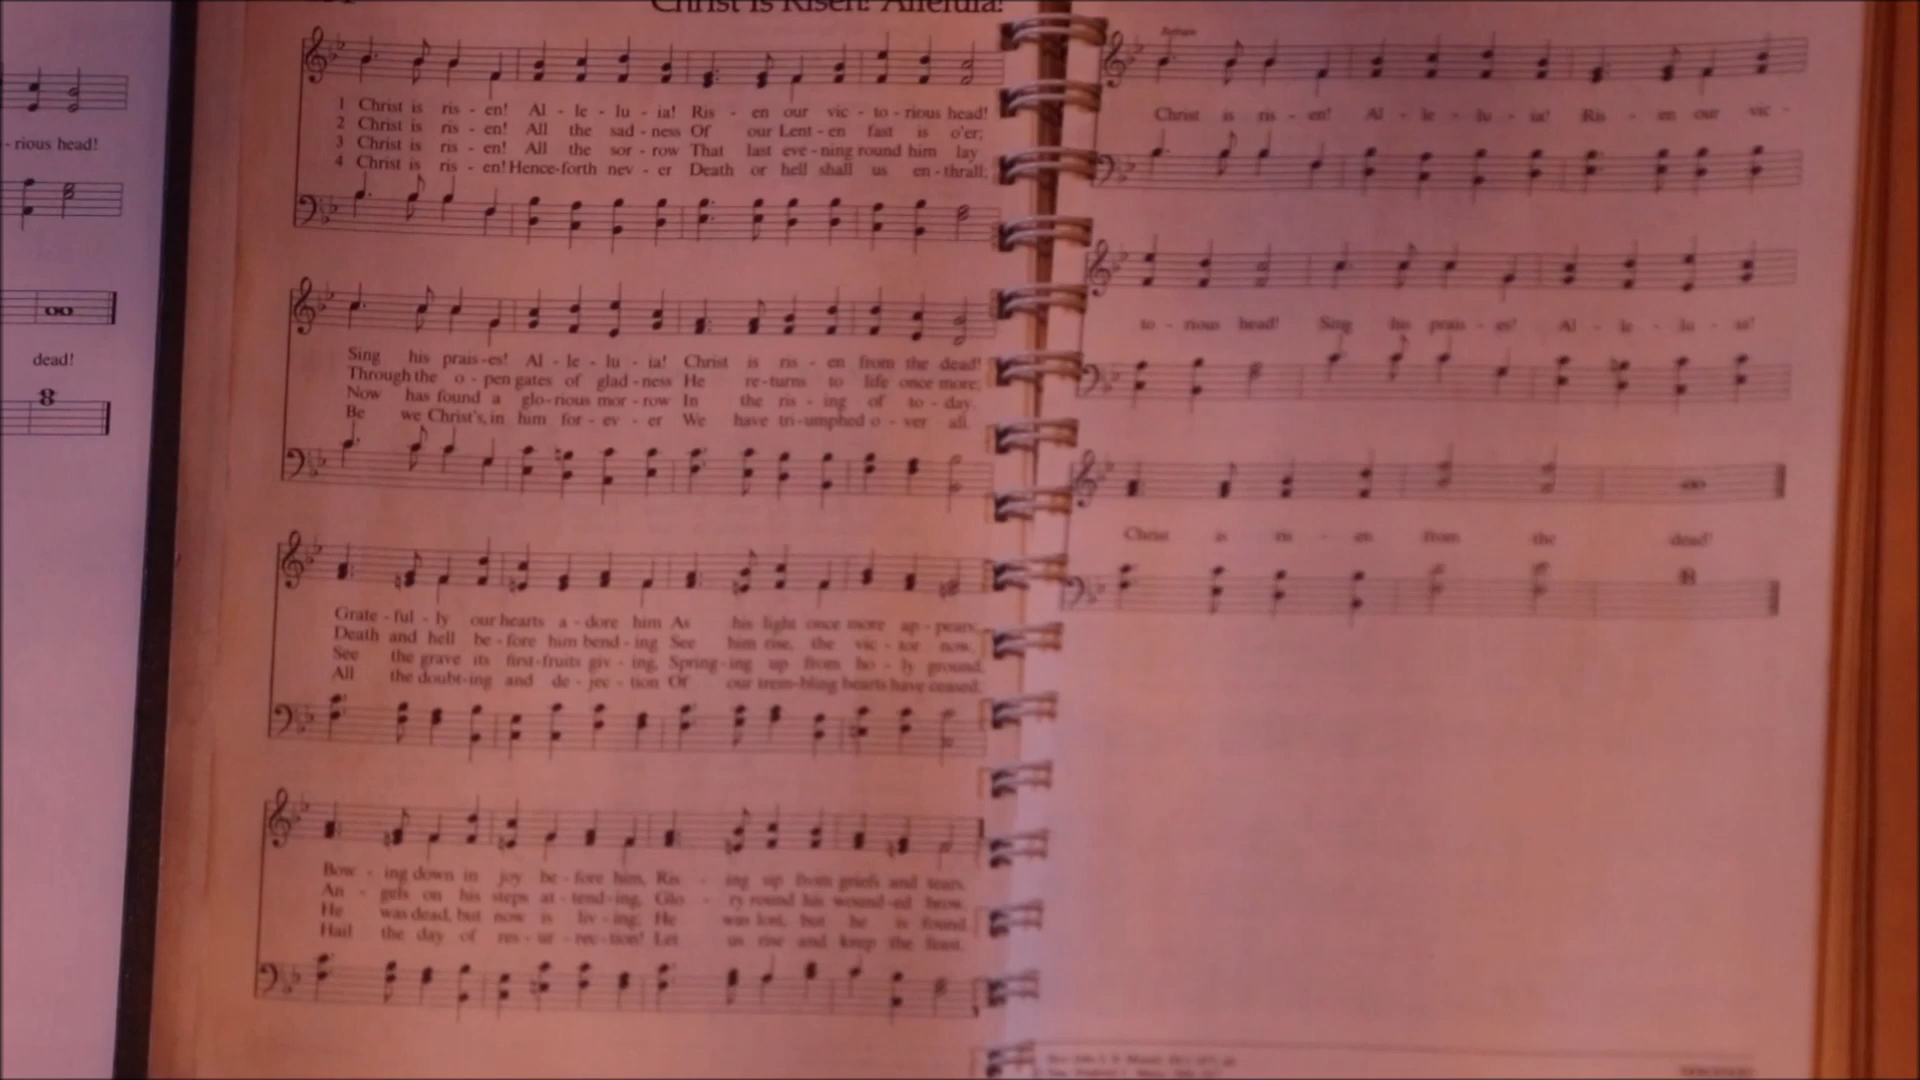 - rious head!
dead!
Christ Is Risen! Alleluia!
1 Christ is ris - en! Al - le - lu - ia! Ris - en our vic - to - rious head!
2 Christ is ris - en! All the sad - ness Of our Lent - en fast is o'er;
3 Christ is ris - en! All the sor - row That last eve - ning round him lay
4 Christ is ris - en! Hence-forth nev - er Death or hell shall us en - thrall;
Sing his prais-es! Al - le - lu - ia! Christ is ris - en from the dead!
Through the o - pen gates of glad - ness He re-turns to life once more;
Now has found a glo-rious mor - row In the ris - ing of to - day.
Be we Christ's, in him for - ev - er We have tri-umphed o - ver all.
Grate - ful - ly our hearts a - dore him As his light once more ap - pears;
Death and hell be - fore him bend - ing See him rise, the vic - tor now,
See the grave its first-fruits giv - ing, Spring-ing up from ho - ly ground,
All the doubt-ing and de - jec - tion Of our trem-bling hearts have ceased;
Bow - ing down in joy be - fore him, Ris - ing up from griefs and tears.
An - gels on his steps at - tend-ing, Glo - ry round his wound-ed brow.
He was dead, but now is liv - ing; He was lost, but he is found.
Hail the day of res - ur - rec - tion! Let us rise and keep the feast.
Refrain
Christ is ris - en! Al - le - lu - ia! Ris - en our vic -
to - rious head! Sing his prais - es! Al - le - lu - ia!
Christ is ris - en from the dead!